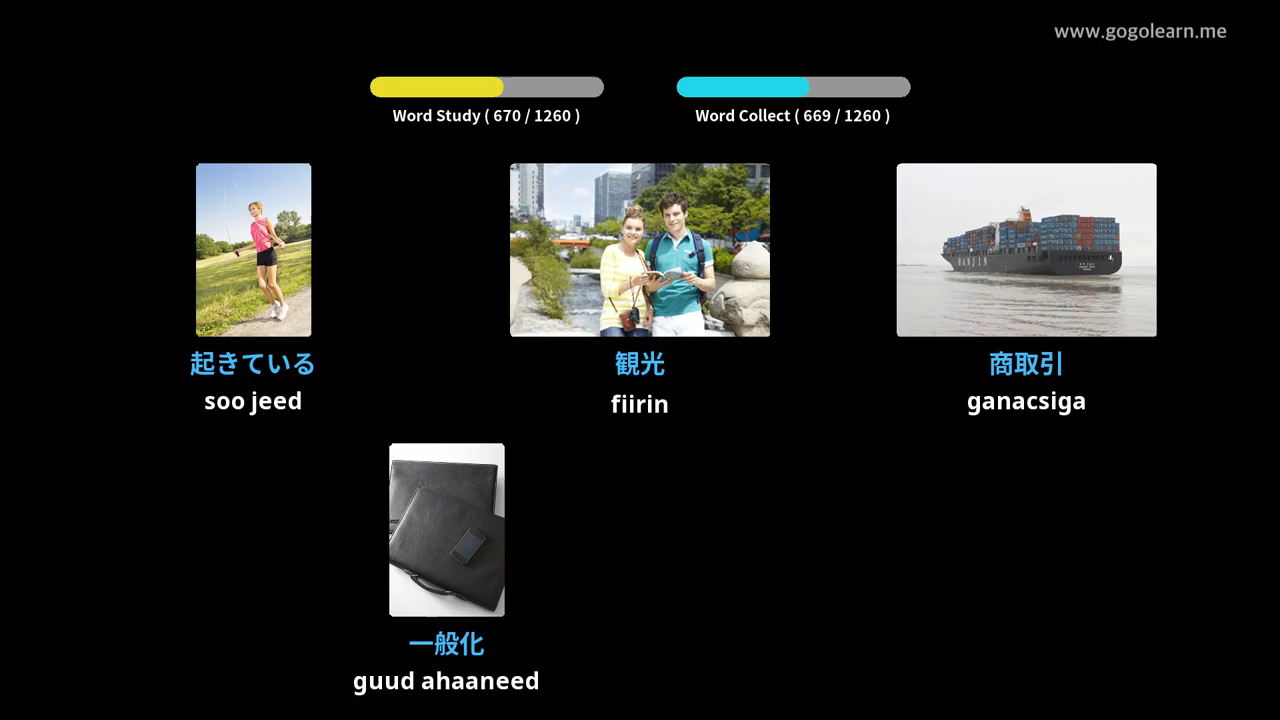 www.gogolearn.me
Word Study ( 670 / 1260 )
Word Collect ( 669 / 1260 )
HANJIN
起きている
観光
商取引
soo jeed
fiirin
ganacsiga
一般化
guud ahaaneed